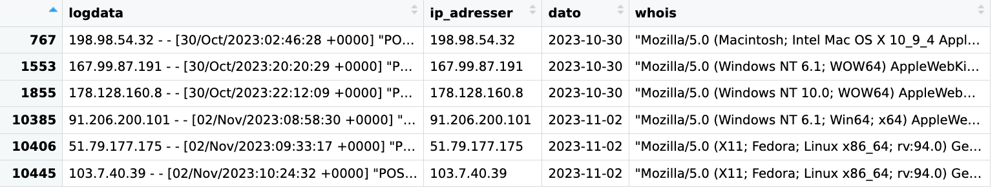 logdata ip_adresser dato whois
767 198.98.54.32 - - [30/Oct/2023:02:46:28 +0000] "PO... 198.98.54.32 2023-10-30 "Mozilla/5.0 (Macintosh; Intel Mac OS X 10_9_4 Appl...
1553 167.99.87.191 - - [30/Oct/2023:20:20:29 +0000] "P... 167.99.87.191 2023-10-30 "Mozilla/5.0 (Windows NT 6.1; WOW64) AppleWebKi...
1855 178.128.160.8 - - [30/Oct/2023:22:12:09 +0000] "P... 178.128.160.8 2023-10-30 "Mozilla/5.0 (Windows NT 10.0; WOW64) AppleWeb...
10385 91.206.200.101 - - [02/Nov/2023:08:58:30 +0000] "... 91.206.200.101 2023-11-02 "Mozilla/5.0 (Windows NT 6.1; Win64; x64) AppleWe...
10406 51.79.177.175 - - [02/Nov/2023:09:33:17 +0000] "P... 51.79.177.175 2023-11-02 "Mozilla/5.0 (X11; Fedora; Linux x86_64; rv:94.0) Ge...
10445 103.7.40.39 - - [02/Nov/2023:10:24:32 +0000] "POS... 103.7.40.39 2023-11-02 "Mozilla/5.0 (X11; Fedora; Linux x86_64; rv:94.0) Ge...